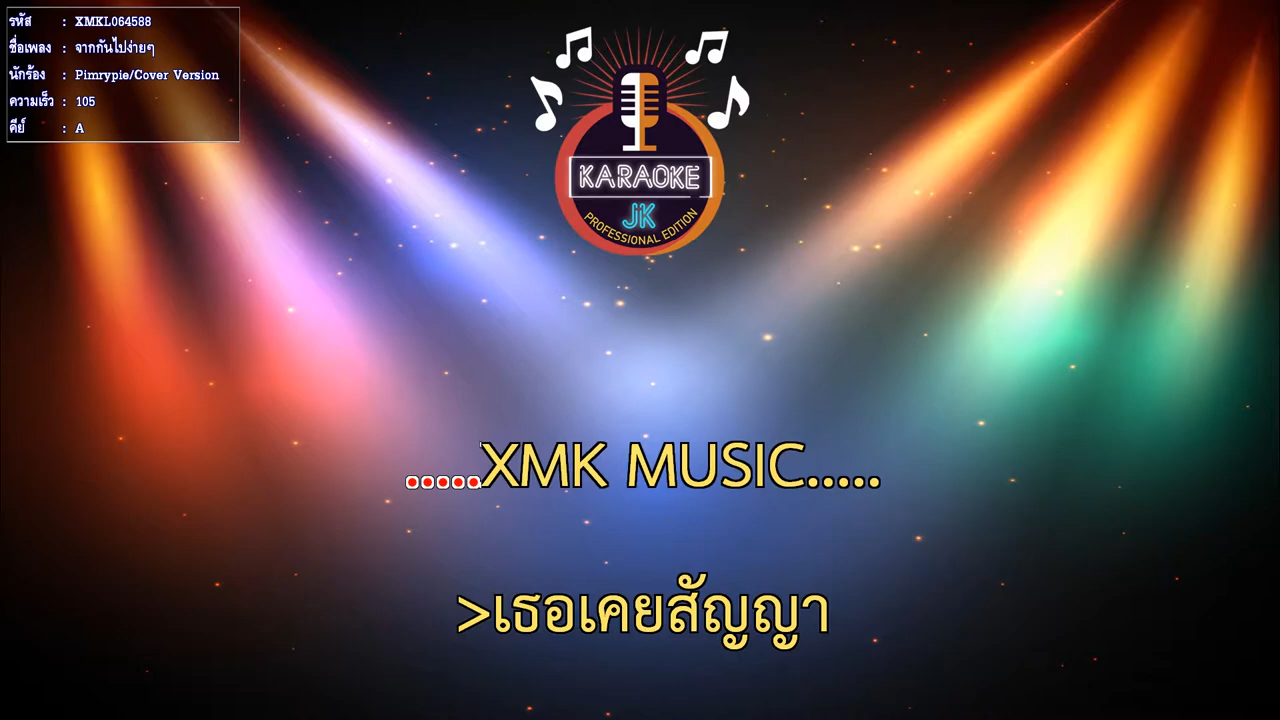 รหัส : XMKL064588
ชื่อเพลง : จากกันไปง่ายๆ
นักร้อง : Pimrypie/Cover Version
ความเร็ว : 105
คีย์ : A
KARAOKE
JK
PROFESSIONAL EDITION
.....XMK MUSIC.....
>เธอเคยสัญญา